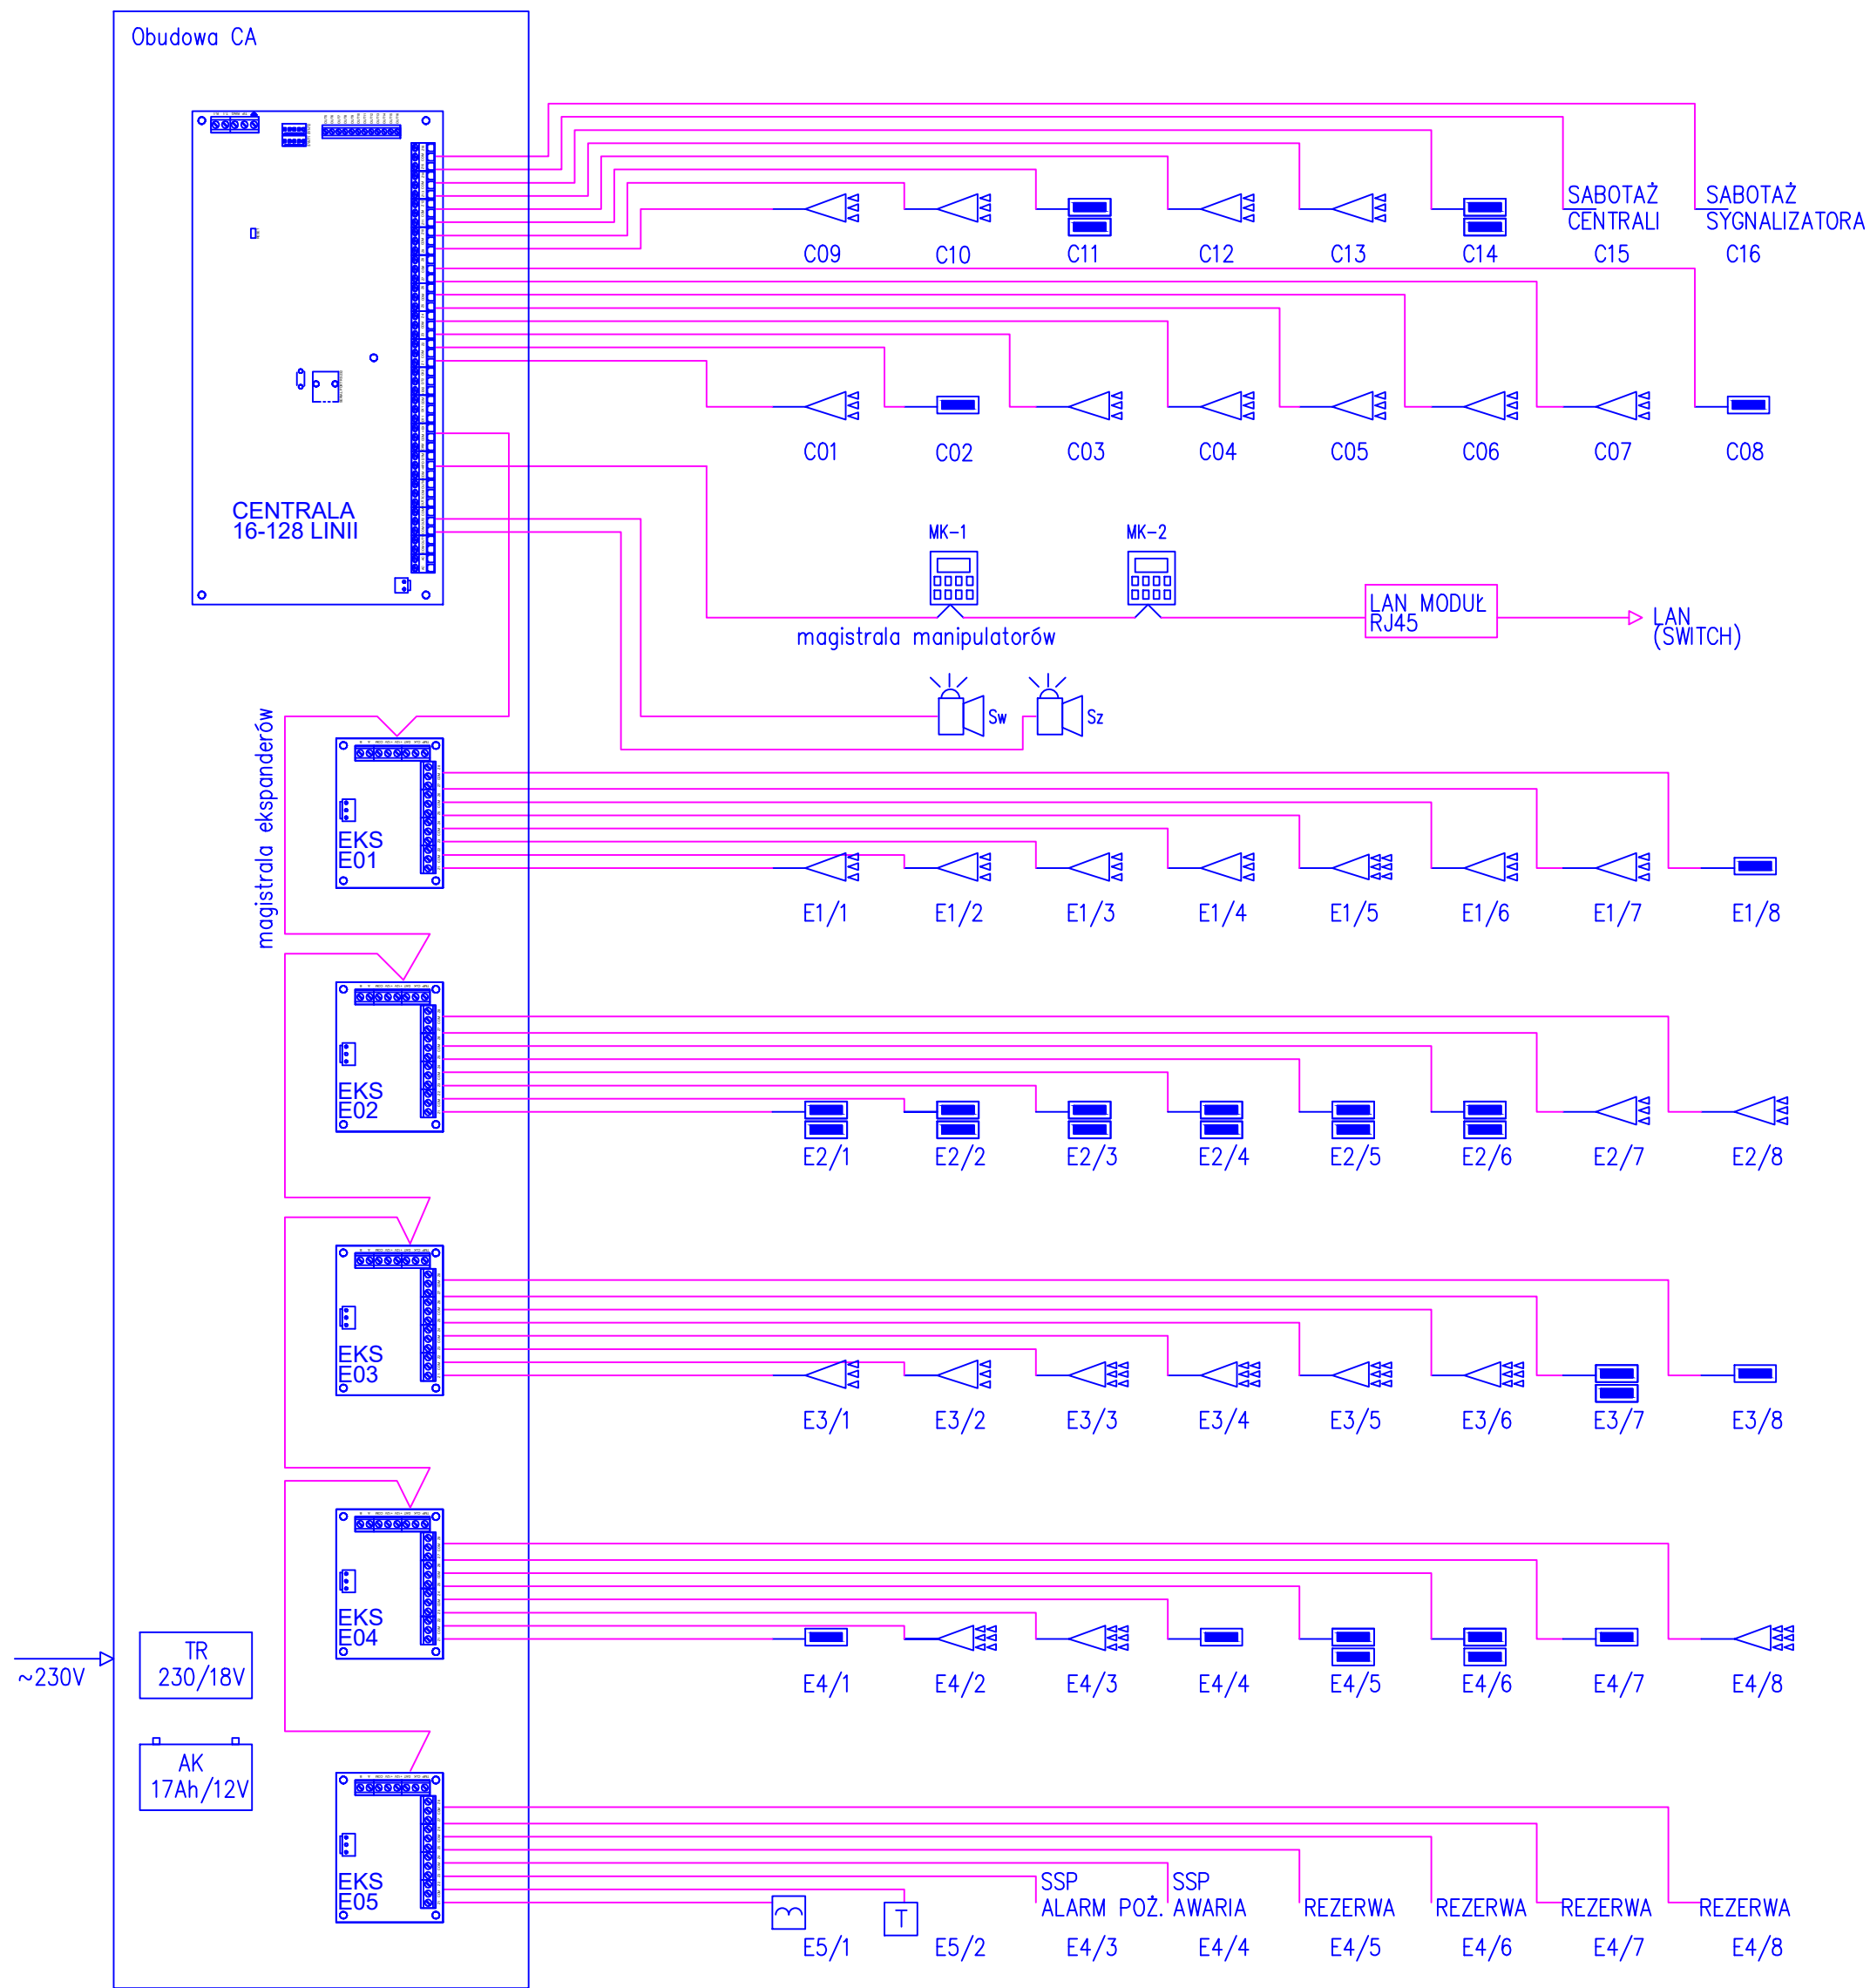 Obudowa CA
CENTRALA
16-128 LINII
C09
C10
C11
C12
C13
C14
SABOTAŻ
CENTRALI
C15
SABOTAŻ
SYGNALIZATORA
C16
C01
C02
C03
C04
C05
C06
C07
C08
MK-1
MK-2
magistrala manipulatorów
LAN MODUŁ
RJ45
LAN
(SWITCH)
Sw
Sz
magistrala ekspanderów
EKS
E01
E1/1
E1/2
E1/3
E1/4
E1/5
E1/6
E1/7
E1/8
EKS
E02
E2/1
E2/2
E2/3
E2/4
E2/5
E2/6
E2/7
E2/8
EKS
E03
E3/1
E3/2
E3/3
E3/4
E3/5
E3/6
E3/7
E3/8
EKS
E04
E4/1
E4/2
E4/3
E4/4
E4/5
E4/6
E4/7
E4/8
~230V
TR
230/18V
AK
17Ah/12V
EKS
E05
T
E5/1
E5/2
SSP
ALARM POŻ.
E4/3
SSP
AWARIA
E4/4
REZERWA
E4/5
REZERWA
E4/6
REZERWA
E4/7
REZERWA
E4/8